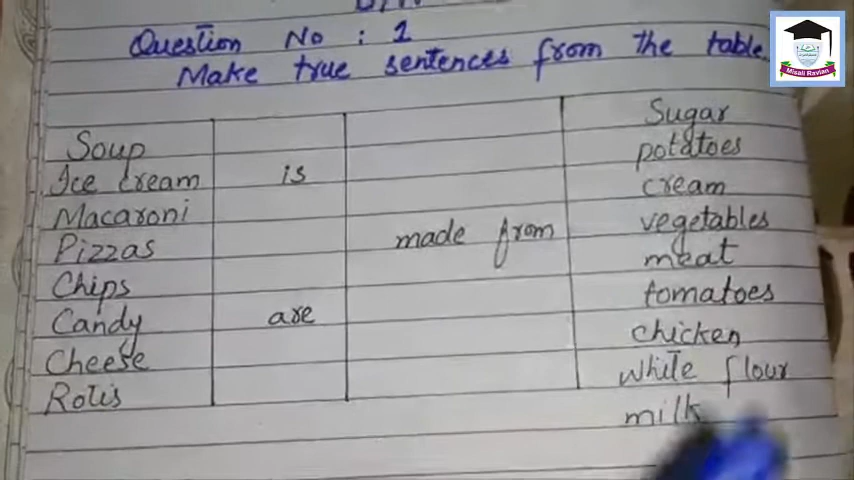 Question No : 1
Make true sentences from the table.
Soup
Ice cream
Macaroni
Pizzas
Chips
Candy
Cheese
Rotis
is
are
made from
Sugar
potatoes
cream
vegetables
meat
tomatoes
chicken
white flour
milk
Misali Ravian